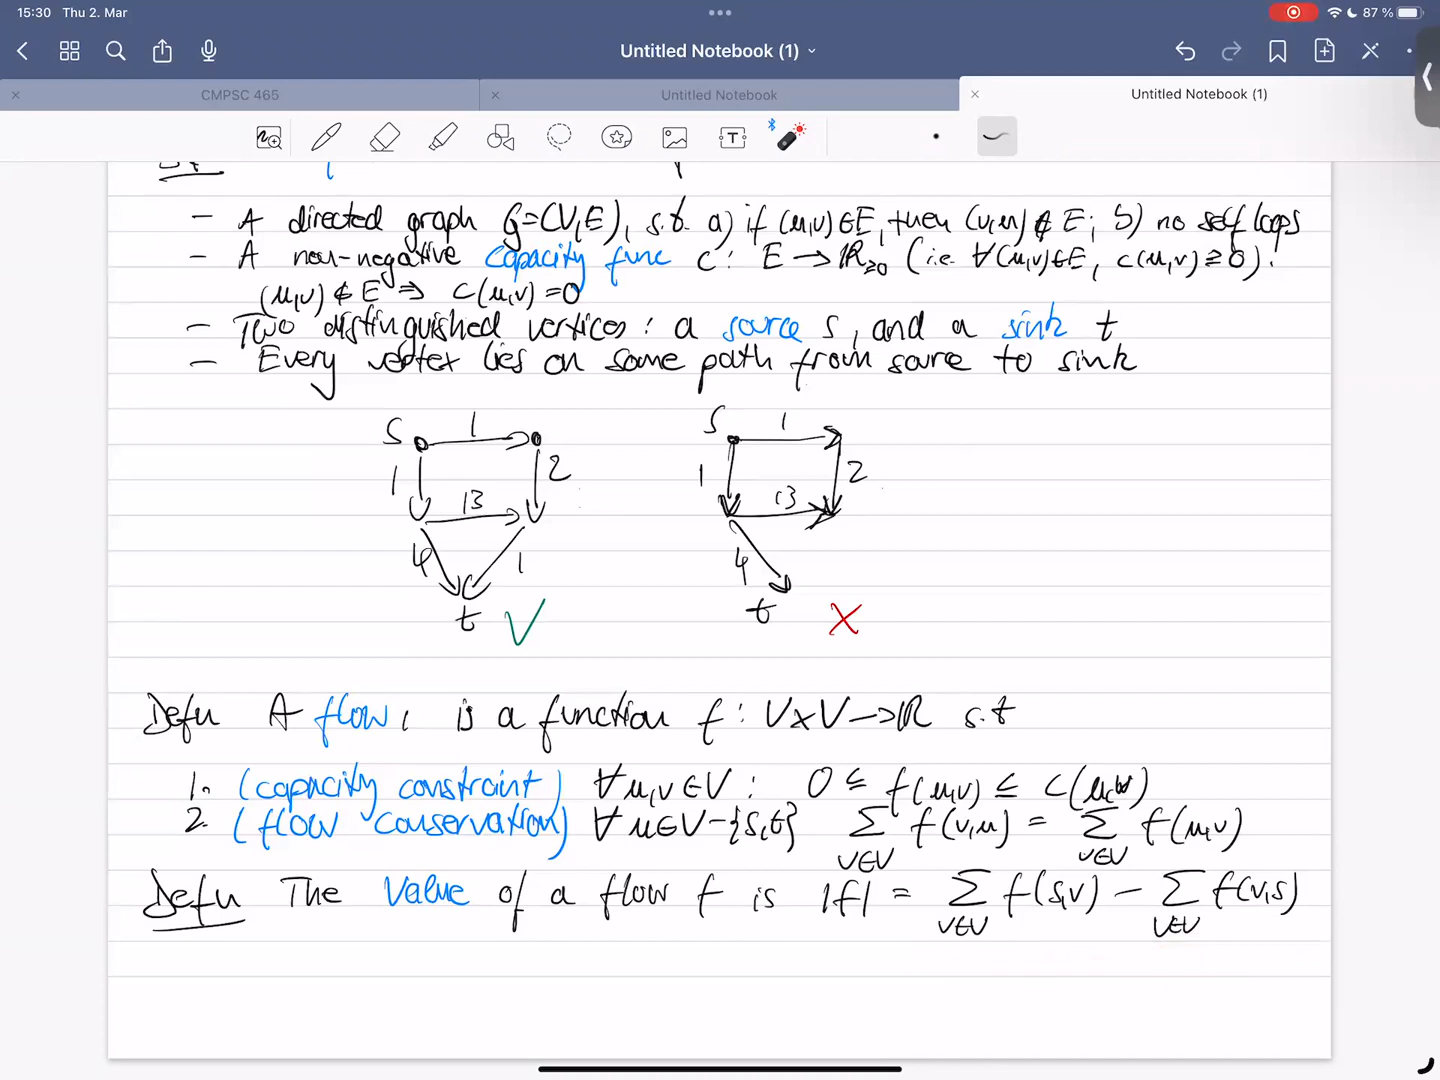 15:30 Thu 2. Mar 87 %
Untitled Notebook (1)
CMPSC 465 Untitled Notebook Untitled Notebook (1)
- A directed graph G=(V,E), s.t. a) if (u,v)∈E, then (v,u)∉E; b) no self loops
- A non-negative capacity func c: E → ℝ≥0 (i.e. ∀(u,v)∈E, c(u,v)≥0).
(u,v)∉E ⇒ c(u,v)=0
- Two distinguished vertices: a source s, and a sink t
- Every vertex lies on some path from source to sink
S 1 S 1
1 2 1 2
13 13
4 1 4
t t
Defn A flow, is a function f: V×V→ℝ s.t
1. (capacity constraint) ∀u,v∈V: 0 ≤ f(u,v) ≤ c(u,v)
2. (flow conservation) ∀u∈V-{s,t} ∑ f(v,u) = ∑ f(u,v)
v∈V v∈V
Defn The Value of a flow f is |f| = ∑ f(s,v) - ∑ f(v,s)
v∈V v∈V